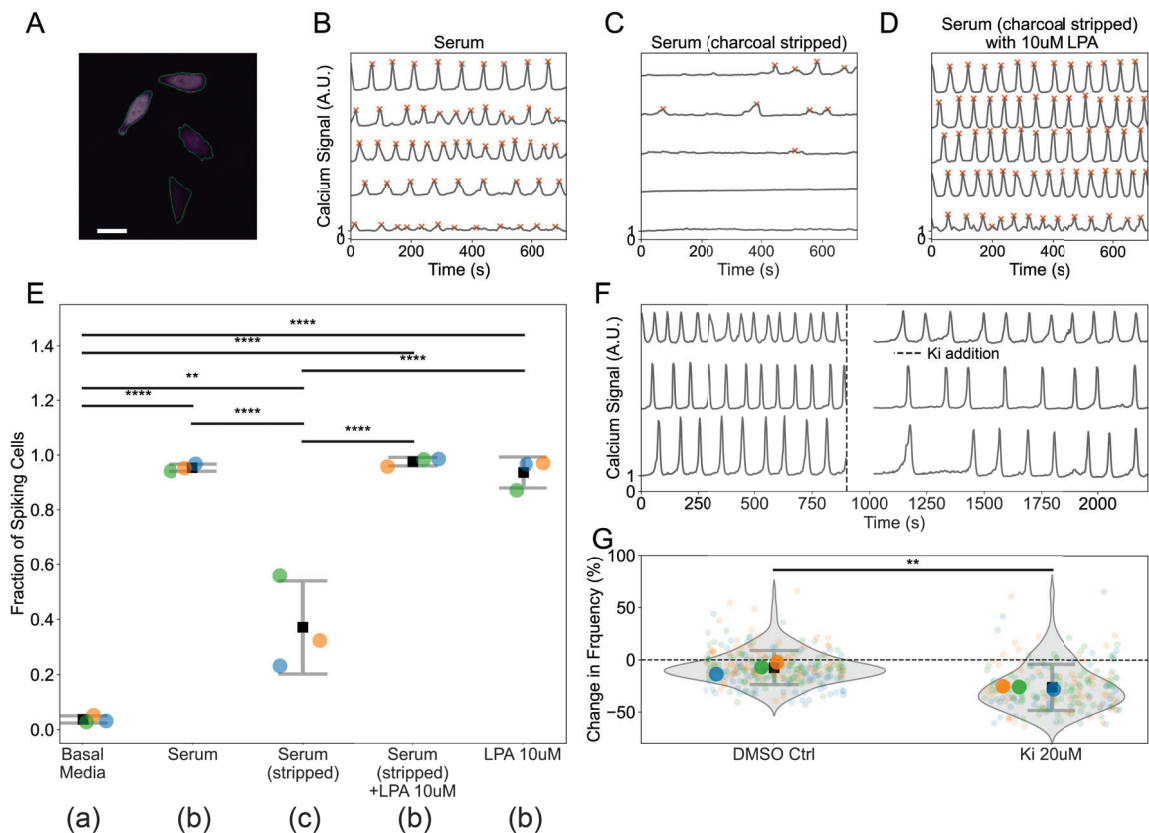 A
B
Serum
Calcium Signal (A.U.)
1
0
0
200
400
600
Time (s)
C
Serum (charcoal stripped)
1
0
0
200
400
600
Time (s)
D
Serum (charcoal stripped)
with 10uM LPA
1
0
0
200
400
600
Time (s)
E
Fraction of Spiking Cells
1.4
1.2
1.0
0.8
0.6
0.4
0.2
0.0
****
****
****
**
****
****
****
Basal
Media
Serum
Serum
(stripped)
Serum
(stripped)
+LPA 10uM
LPA 10uM
(a)
(b)
(c)
(b)
(b)
F
Calcium Signal (A.U.)
1
0
Ki addition
0
250
500
750
1000
1250
1500
1750
2000
Time (s)
G
Change in Frquency (%)
100
50
0
−50
**
DMSO Ctrl
Ki 20uM